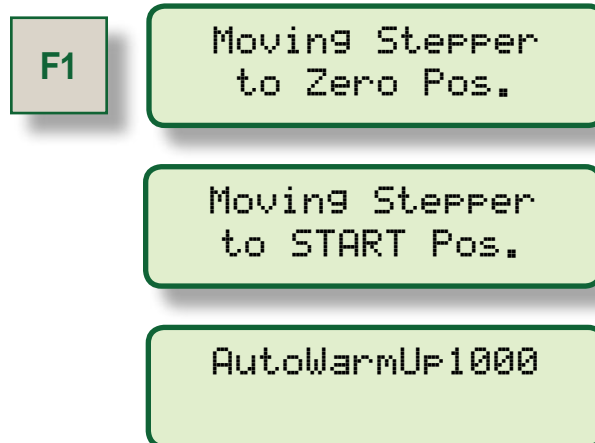 F1
Moving Stepper
to Zero Pos.
Moving Stepper
to START Pos.
AutoWarmUp1000